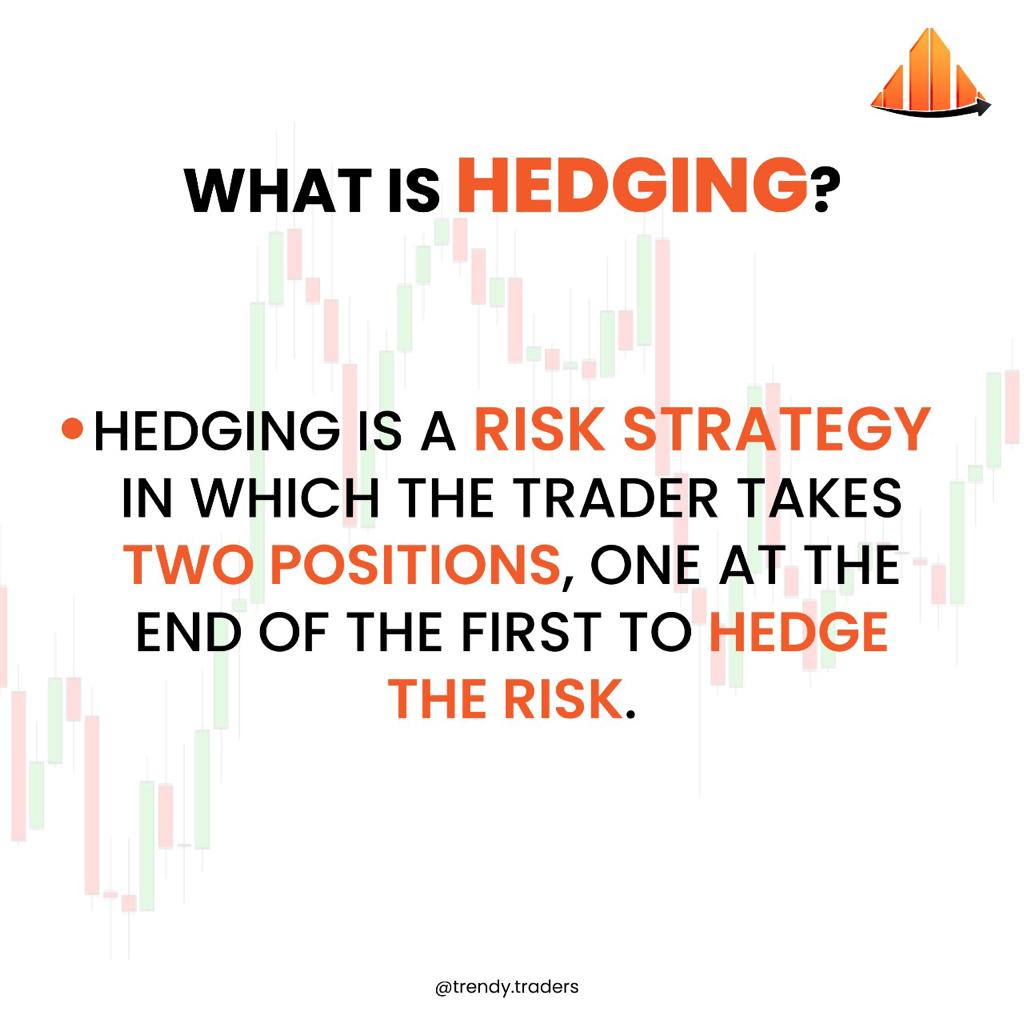 WHAT IS HEDGING?
•HEDGING IS A RISK STRATEGY
IN WHICH THE TRADER TAKES
TWO POSITIONS, ONE AT THE
END OF THE FIRST TO HEDGE
THE RISK.
@trendy.traders